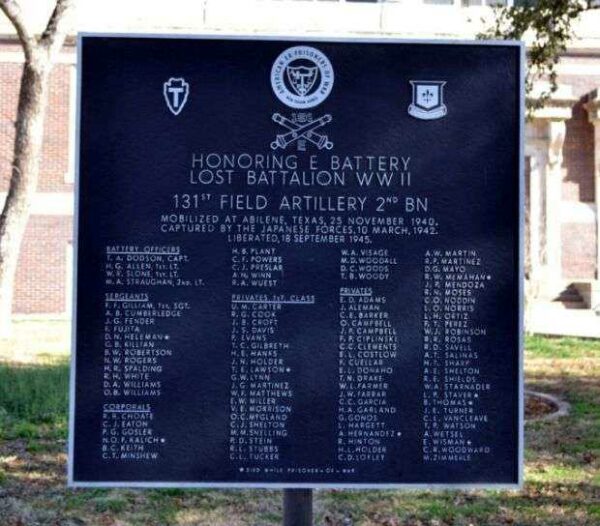 AMERICAN EX-PRISONERS OF WAR
T
131
E
HONORING E BATTERY
LOST BATTALION WW II
131ST FIELD ARTILLERY 2ND BN
MOBILIZED AT ABILENE, TEXAS, 25 NOVEMBER 1940.
CAPTURED BY THE JAPANESE FORCES, 10 MARCH, 1942.
LIBERATED, 18 SEPTEMBER 1945.
BATTERY OFFICERS
T. A. DODSON, CAPT.
H. G. ALLEN, 1ST. LT.
W. E. SLONE, 1ST. LT.
M. A. STRAUGHAN, 2ND. LT.
SERGEANTS
F. F. GILLIAM, 1ST. SGT.
A. B. CUMBERLEDGE
J. G. FENDER
F. FUJITA
D. N. HELEMAN ★
G. B. KILLIAN
B. W. ROBERTSON
N. W. ROGERS
H. R. SPALDING
R. H. WHITE
D. A. WILLIAMS
O. B. WILLIAMS
CORPORALS
R. H. CHOATE
C. J. EATON
P. G. GOSLER
N. O. F. KALICH ★
B. C. KEITH
C. T. MINSHEW
H. B. PLANT
C. F. POWERS
C. J. PRESLAR
A. N. WINN
R. A. WUEST
PRIVATES, 1ST. CLASS
U. M. CARTER
R. G. COOK
J. B. CROFT
T. S. DAVIS
R. EVANS
T. C. GILBRETH
H. E. HANKS
H. N. HOLDER
T. E. LAWSON ★
G. W. LYNN
J. G. MARTINEZ
W. F. MATTHEWS
E. W. MILLER
V. E. MORRISON
O. C. McGLAND
C. J. SHELTON
M. M. SNELLING
P. D. STEIN
R. L. STUBBS
C. L. TUCKER
W. A. VISAGE
M. D. WOODALL
D. C. WOODS
T. B. WOODY
PRIVATES
E. D. ADAMS
J. ALEMAN
C. E. BARKER
O. CAMPBELL
J. P. CAMPBELL
F. P. CIPLINSKI
G. C. CLEMENTS
B. L. COSTLOW
R. CUELLAR
E. L. DONAHO
T. N. DRAKE
W. L. FARMER
J. W. FARRAR
C. C. GARCIA
H. A. GARLAND
G. GONOS
L. HARGETT
A. HERNANDEZ ★
R. HINTON
H. L. HOLDER
C. D. LOFLEY
A. W. MARTIN
R. P. MARTINEZ
D. G. MAYO
R. W. MEMAHAN ★
J. P. MENDOZA
R. N. MOSES
C. O. NODDIN
L. O. NORRIS
L. H. ORTIZ
P. T. PEREZ
W. J. ROBINSON
B. R. ROSAS
R. D. SAVELL
A. T. SALINAS
H. T. SHARP
A. E. SHELTON
R. E. SHIELDS
W. A. STARNADER
L. P. STAVER ★
B. THOMAS ★
J. E. TURNER
C. L. VANCLEAVE
T. P. WATSON
A. WETSEL
E. WISMAN ★
C. R. WOODWARD
M. ZIMMERLE
★ DIED WHILE PRISONER-OF-WAR